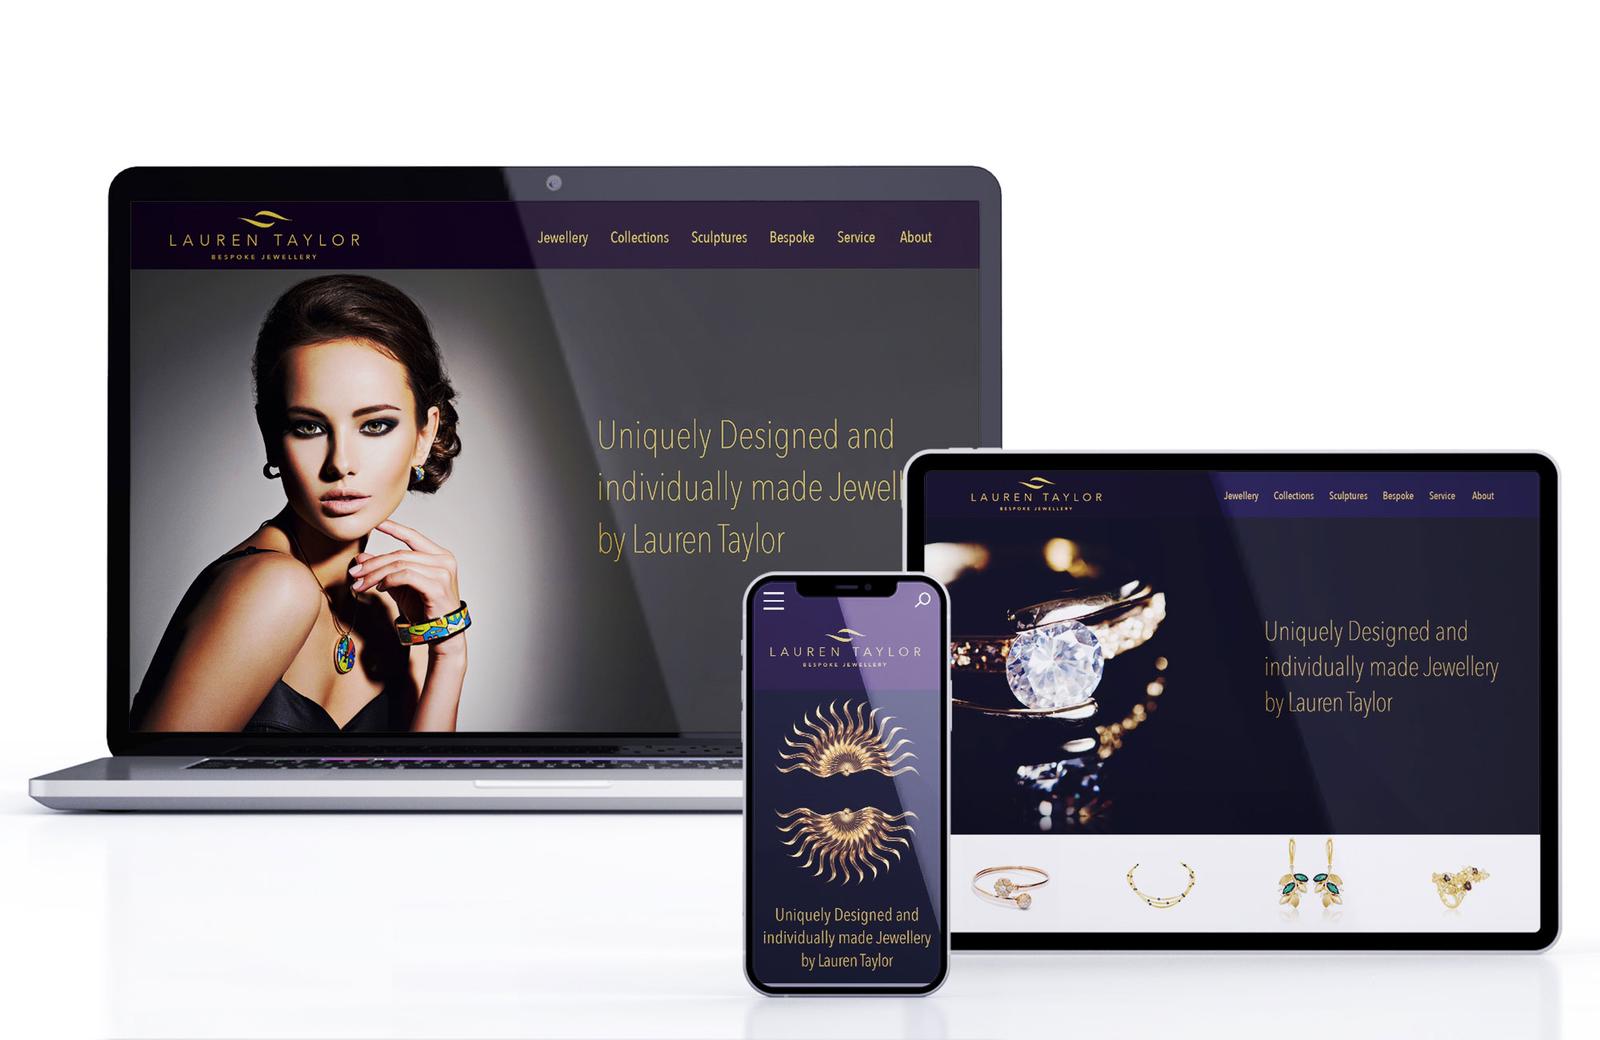 LAUREN TAYLOR
BESPOKE JEWELLERY
Jewellery Collections Sculptures Bespoke Service About
Uniquely Designed and
individually made Jewell
by Lauren Taylor
LAUREN TAYLOR
BESPOKE JEWELLERY
Jewellery Collections Sculptures Bespoke Service About
Uniquely Designed and
individually made Jewellery
by Lauren Taylor
LAUREN TAYLOR
BESPOKE JEWELLERY
Uniquely Designed and
individually made Jewellery
by Lauren Taylor